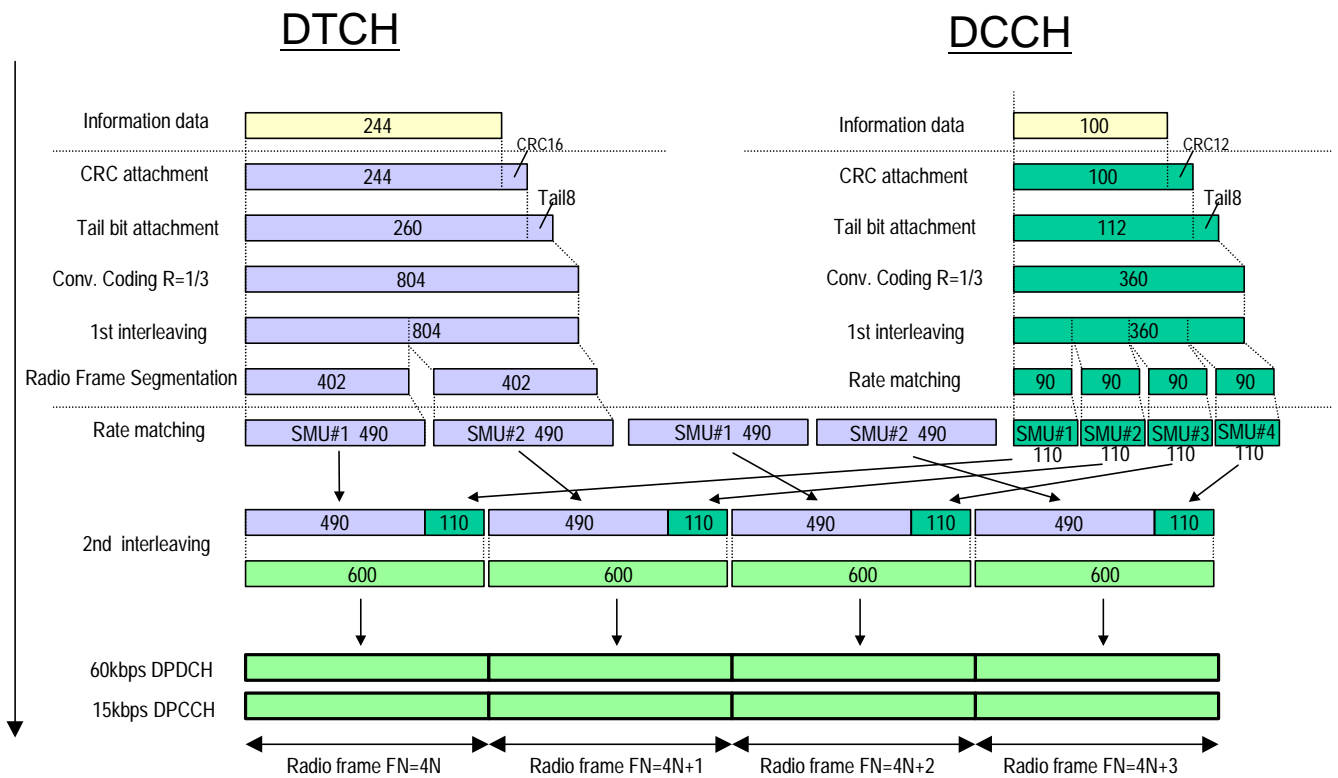 DTCH DCCH
Information data 244 Information data 100
CRC16 CRC12
CRC attachment 244 CRC attachment 100
Tail8 Tail8
Tail bit attachment 260 Tail bit attachment 112
Conv. Coding R=1/3 804 Conv. Coding R=1/3 360
1st interleaving 804 1st interleaving 360
Radio Frame Segmentation 402 402 Rate matching 90 90 90 90
Rate matching SMU#1 490 SMU#2 490 SMU#1 490 SMU#2 490 SMU#1 SMU#2 SMU#3 SMU#4
110 110 110 110
490 110 490 110 490 110 490 110
2nd interleaving
600 600 600 600
60kbps DPDCH
15kbps DPCCH
Radio frame FN=4N Radio frame FN=4N+1 Radio frame FN=4N+2 Radio frame FN=4N+3